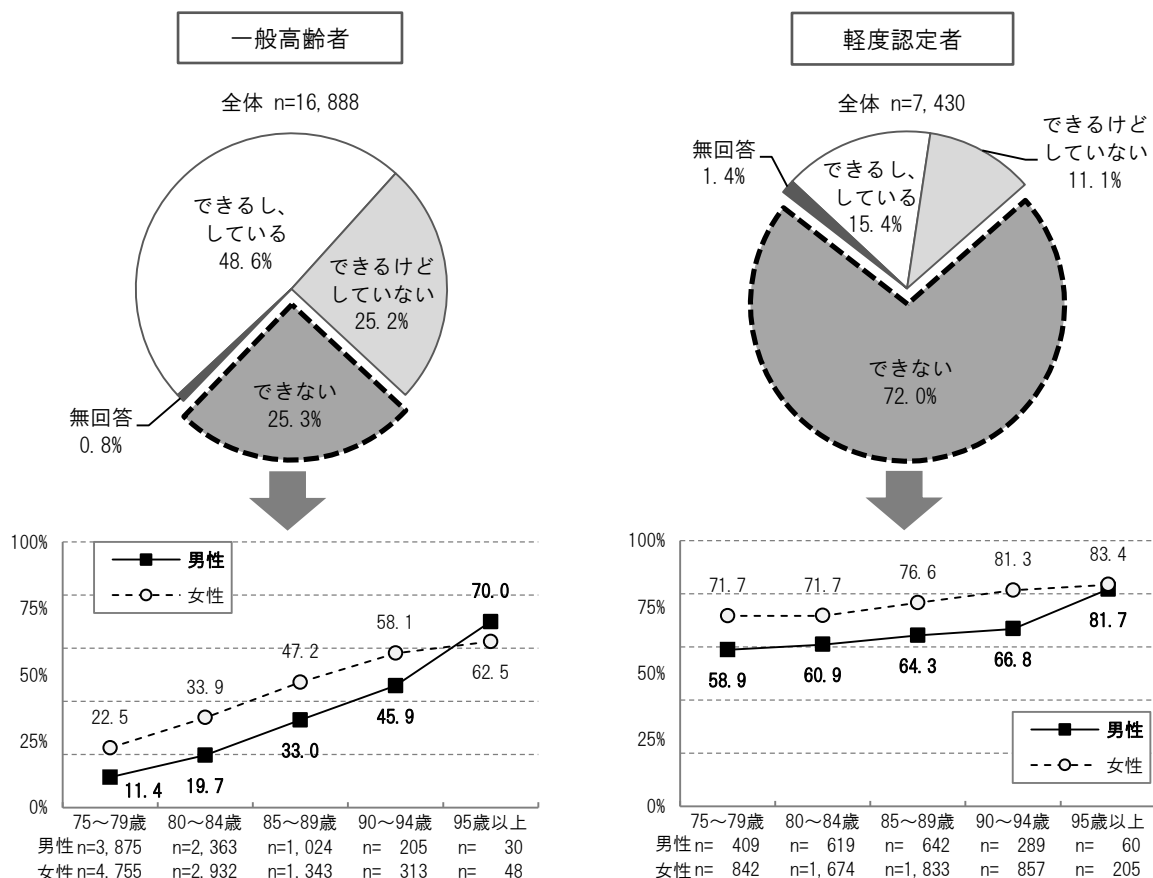 一般高齢者
全体 n=16,888
できるし、
している
48.6%
できるけど
していない
25.2%
できない
25.3%
無回答
0.8%
軽度認定者
全体 n=7,430
できるけど
していない
11.1%
無回答
1.4%
できるし、
している
15.4%
できない
72.0%
100%
75%
50%
25%
0%
男性
女性
22.5
33.9
47.2
58.1
62.5
11.4
19.7
33.0
45.9
70.0
75～79歳 80～84歳 85～89歳 90～94歳 95歳以上
男性 n=3,875 n=2,363 n=1,024 n= 205 n= 30
女性 n=4,755 n=2,932 n=1,343 n= 313 n= 48
100%
75%
50%
25%
0%
71.7
71.7
76.6
81.3
83.4
58.9
60.9
64.3
66.8
81.7
男性
女性
75～79歳 80～84歳 85～89歳 90～94歳 95歳以上
男性 n= 409 n= 619 n= 642 n= 289 n= 60
女性 n= 842 n=1,674 n=1,833 n= 857 n= 205